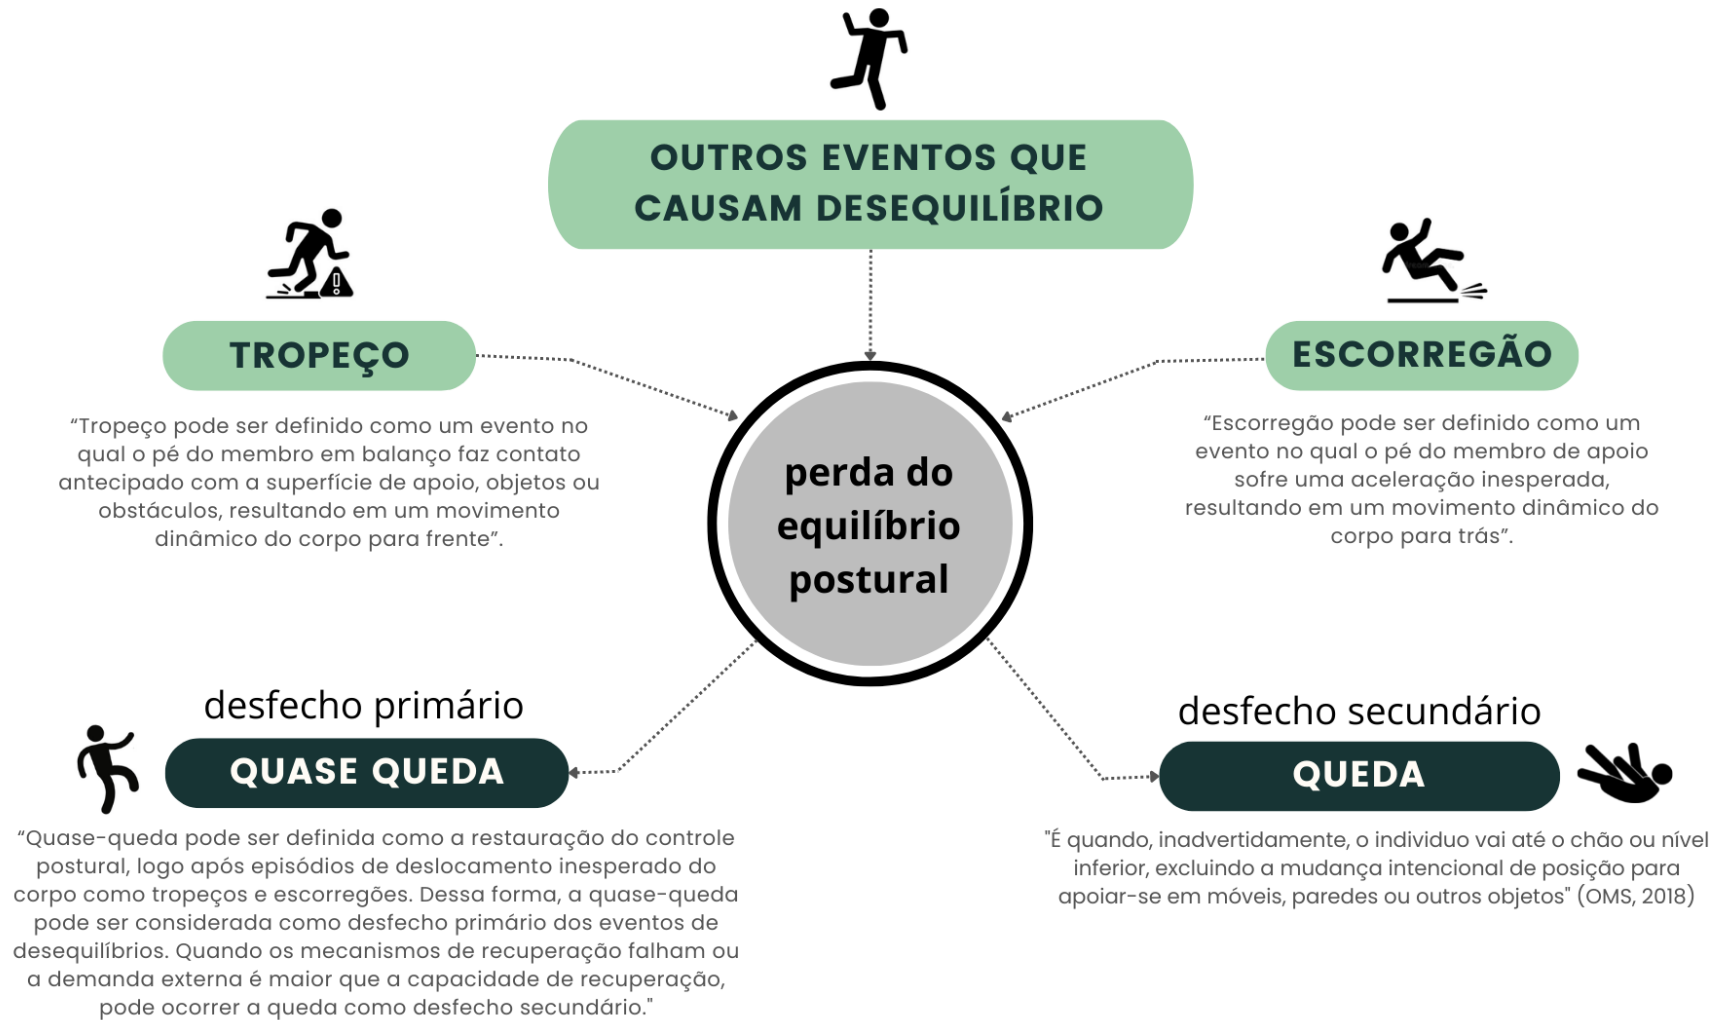 OUTROS EVENTOS QUE
CAUSAM DESEQUILÍBRIO
TROPEÇO
“Tropeço pode ser definido como um evento no
qual o pé do membro em balanço faz contato
antecipado com a superfície de apoio, objetos ou
obstáculos, resultando em um movimento
dinâmico do corpo para frente”.
ESCORREGÃO
“Escorregão pode ser definido como um
evento no qual o pé do membro de apoio
sofre uma aceleração inesperada,
resultando em um movimento dinâmico do
corpo para trás”.
perda do
equilíbrio
postural
desfecho primário
QUASE QUEDA
“Quase-queda pode ser definida como a restauração do controle
postural, logo após episódios de deslocamento inesperado do
corpo como tropeços e escorregões. Dessa forma, a quase-queda
pode ser considerada como desfecho primário dos eventos de
desequilíbrios. Quando os mecanismos de recuperação falham ou
a demanda externa é maior que a capacidade de recuperação,
pode ocorrer a queda como desfecho secundário."
desfecho secundário
QUEDA
"É quando, inadvertidamente, o individuo vai até o chão ou nível
inferior, excluindo a mudança intencional de posição para
apoiar-se em móveis, paredes ou outros objetos" (OMS, 2018)